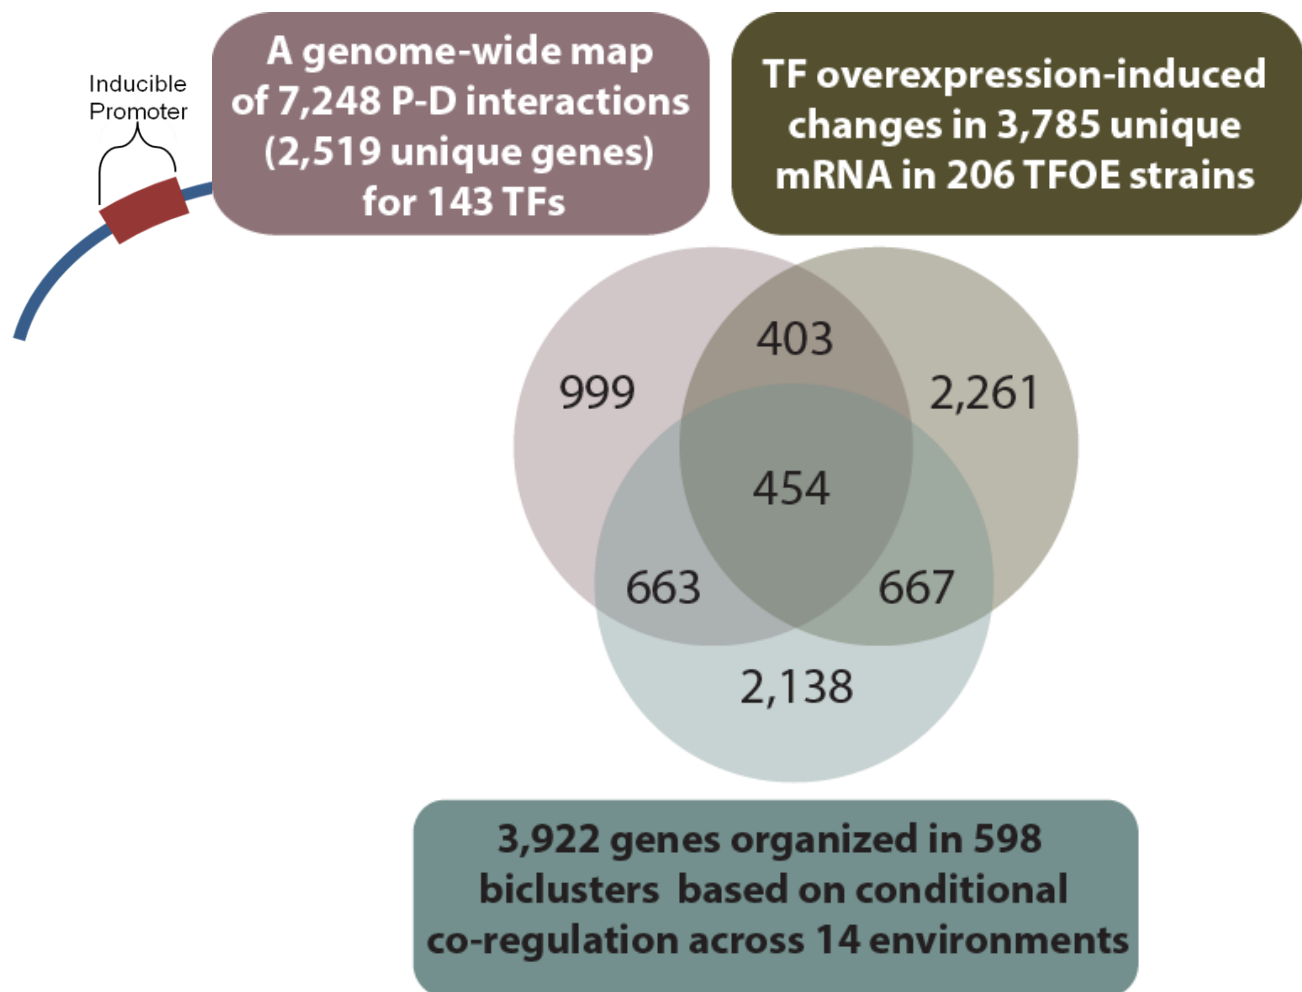 Inducible
Promoter
A genome-wide map
of 7,248 P-D interactions
(2,519 unique genes)
for 143 TFs
TF overexpression-induced
changes in 3,785 unique
mRNA in 206 TFOE strains
403
999
2,261
454
663
667
2,138
3,922 genes organized in 598
biclusters based on conditional
co-regulation across 14 environments